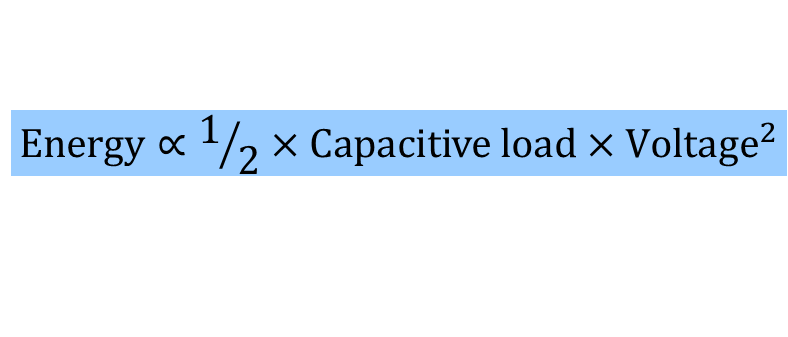 Energy ∝ 1/2 × Capacitive load × Voltage²